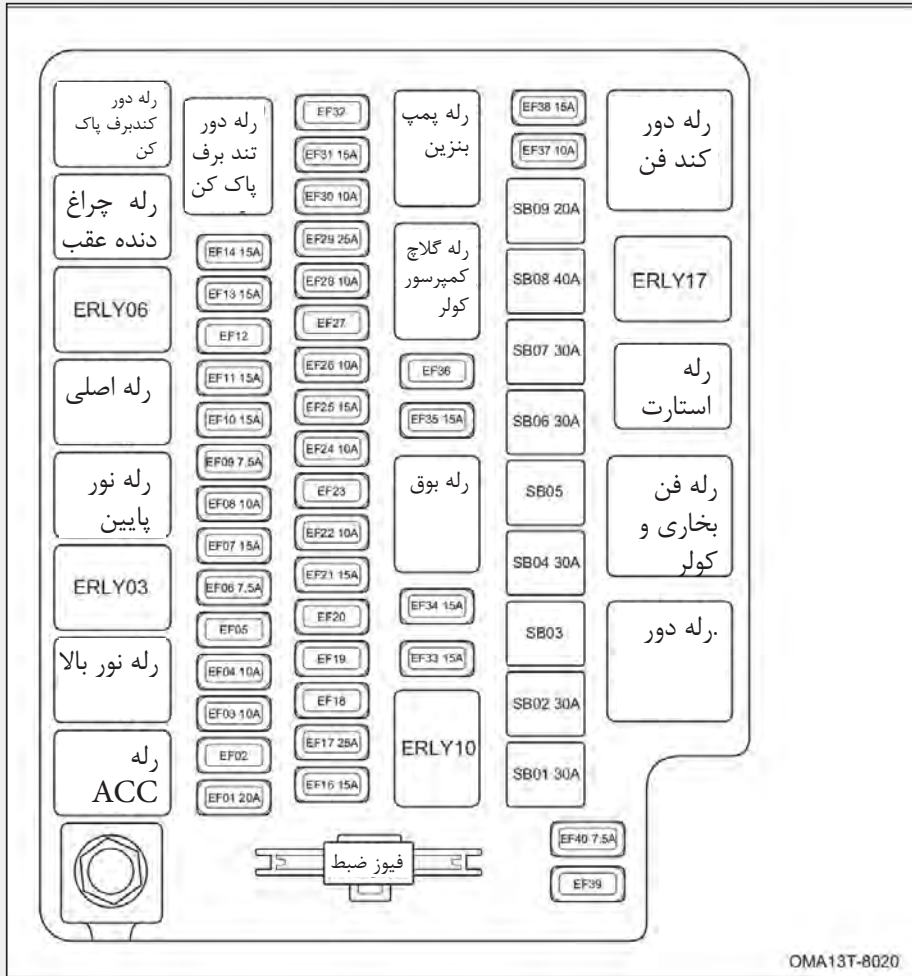 رله دور
کندبرف پاک
کن
رله چراغ
دنده عقب
ERLY06
رله اصلی
رله نور
پایین
ERLY03
رله نور بالا
رله
ACC
رله دور
تند برف
پاک کن
EF14 15A
EF13 15A
EF12
EF11 15A
EF10 15A
EF09 7.5A
EF08 10A
EF07 15A
EF06 7.5A
EF05
EF04 10A
EF03 10A
EF02
EF01 20A
EF32
EF31 15A
EF30 10A
EF29 25A
EF28 10A
EF27
EF26 10A
EF25 15A
EF24 10A
EF23
EF22 10A
EF21 15A
EF20
EF19
EF18
EF17 25A
EF16 15A
فیوز ضبط
رله پمپ
بنزین
رله گلاچ
کمپرسور
کولر
EF36
EF35 15A
رله بوق
EF34 15A
EF33 15A
ERLY10
EF38 15A
EF37 10A
SB09 20A
SB08 40A
SB07 30A
SB06 30A
SB05
SB04 30A
SB03
SB02 30A
SB01 30A
EF40 7.5A
EF39
رله دور
کند فن
ERLY17
رله
استارت
رله فن
بخاری و
کولر
رله دور.
OMA13T-8020